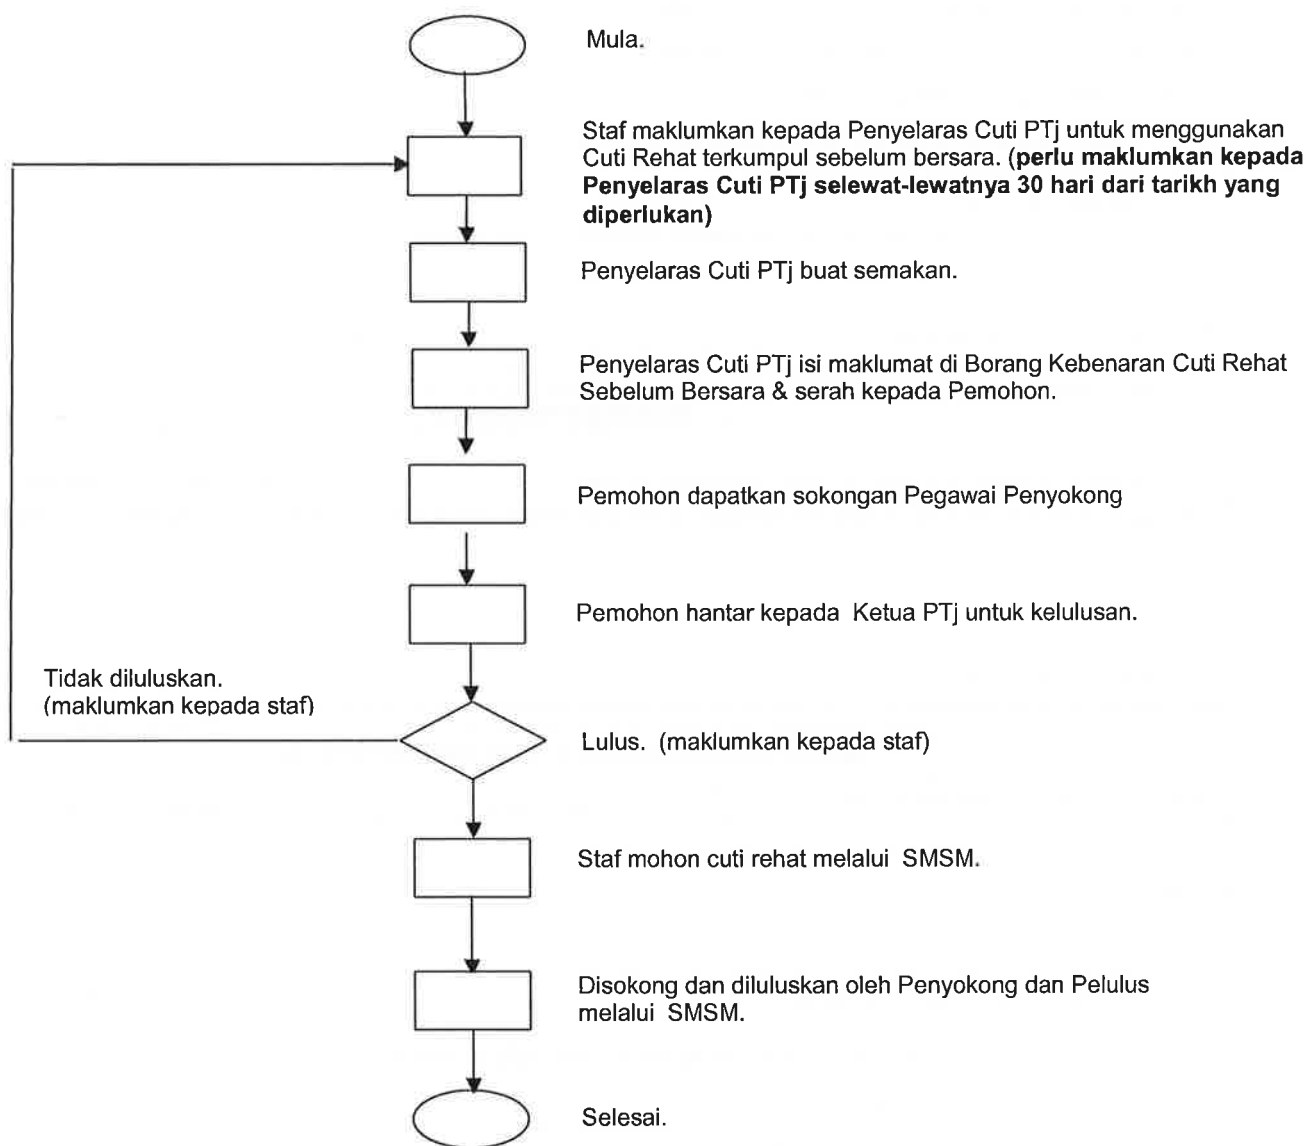 Mula.
Staf maklumkan kepada Penyelaras Cuti PTj untuk menggunakan
Cuti Rehat terkumpul sebelum bersara. (perlu maklumkan kepada
Penyelaras Cuti PTj selewat-lewatnya 30 hari dari tarikh yang
diperlukan)
Penyelaras Cuti PTj buat semakan.
Penyelaras Cuti PTj isi maklumat di Borang Kebenaran Cuti Rehat
Sebelum Bersara & serah kepada Pemohon.
Pemohon dapatkan sokongan Pegawai Penyokong
Pemohon hantar kepada Ketua PTj untuk kelulusan.
Tidak diluluskan.
(maklumkan kepada staf)
Lulus. (maklumkan kepada staf)
Staf mohon cuti rehat melalui SMSM.
Disokong dan diluluskan oleh Penyokong dan Pelulus
melalui SMSM.
Selesai.